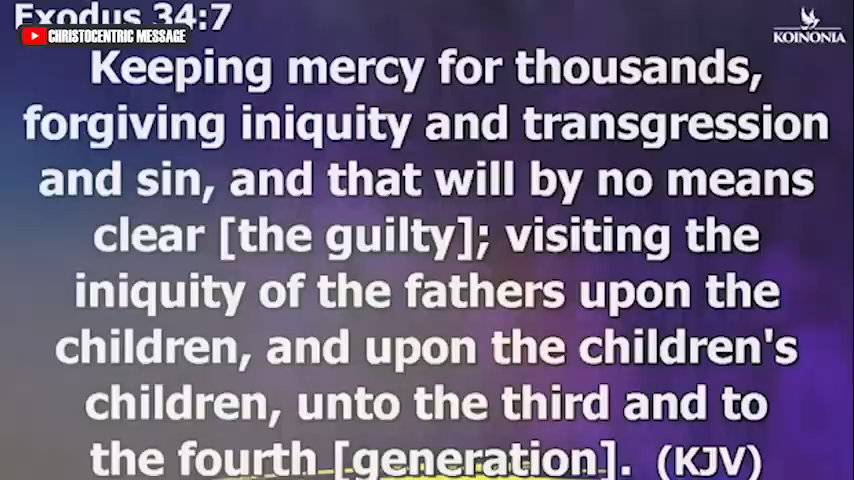 Exodus 34:7
CHRISTOCENTRIC MESSAGE
KOINONIA
Keeping mercy for thousands,
forgiving iniquity and transgression
and sin, and that will by no means
clear [the guilty]; visiting the
iniquity of the fathers upon the
children, and upon the children's
children, unto the third and to
the fourth [generation]. (KJV)